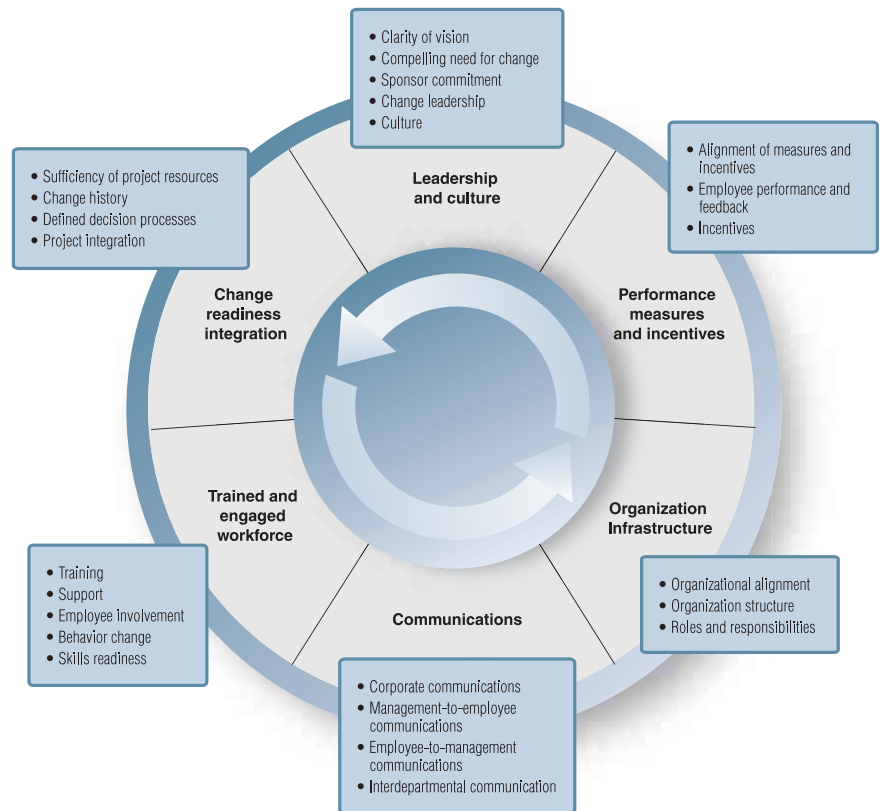 • Clarity of vision
• Compelling need for change
• Sponsor commitment
• Change leadership
• Culture
• Alignment of measures and
incentives
• Employee performance and
feedback
• Incentives
• Sufficiency of project resources
• Change history
• Defined decision processes
• Project integration
Leadership
and culture
Change
readiness
integration
Performance
measures
and incentives
Trained and
engaged
workforce
Organization
Infrastructure
Communications
• Training
• Support
• Employee involvement
• Behavior change
• Skills readiness
• Organizational alignment
• Organization structure
• Roles and responsibilities
• Corporate communications
• Management-to-employee
communications
• Employee-to-management
communications
• Interdepartmental communication